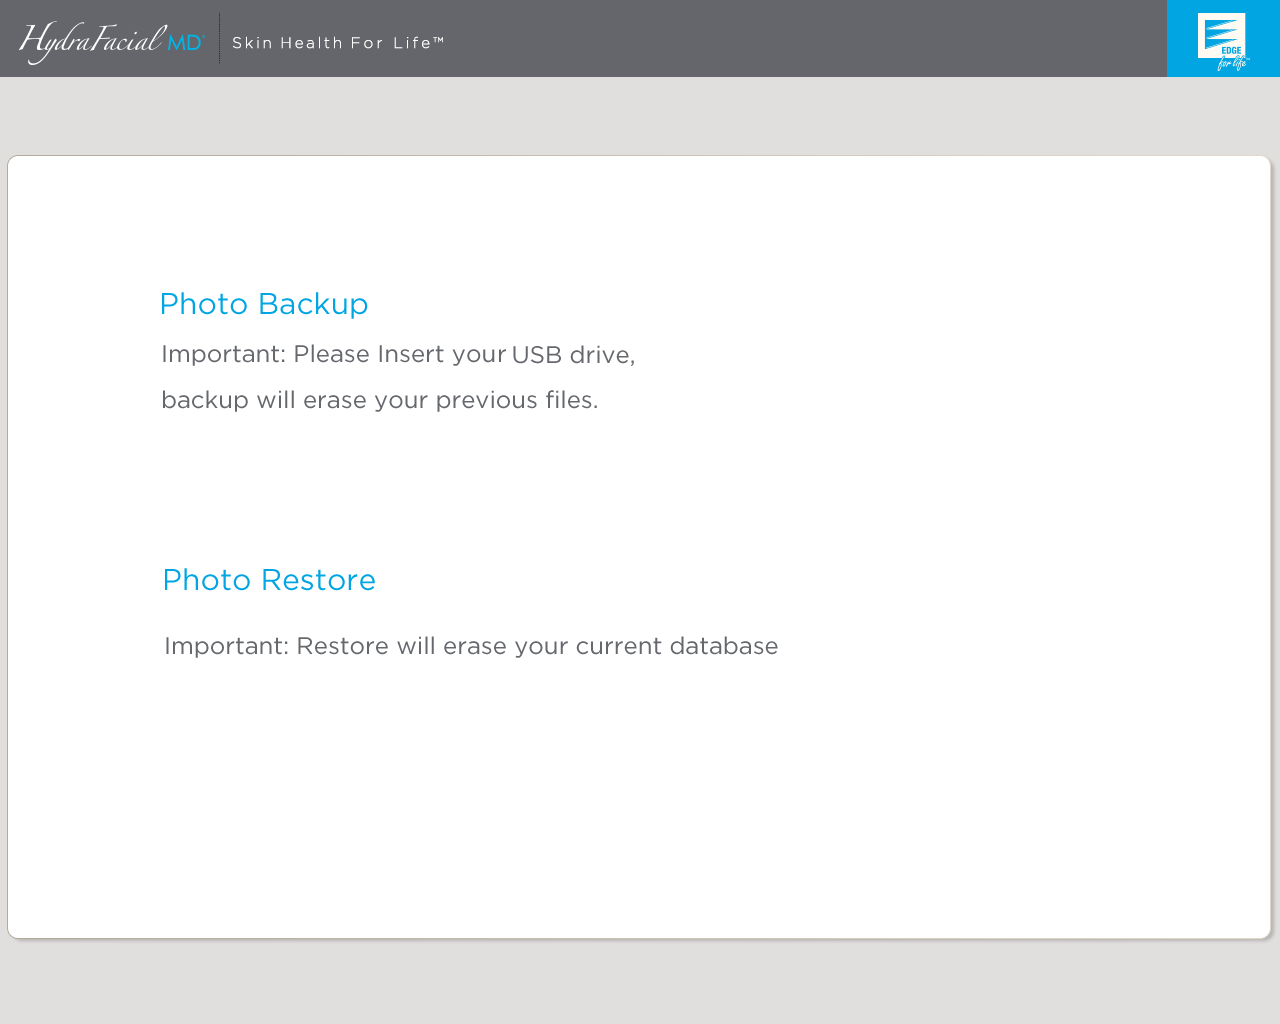 HydraFacial MD® Skin Health For Life™
EDGE
for life™
Photo Backup
Important: Please Insert your USB drive,
backup will erase your previous files.
Photo Restore
Important: Restore will erase your current database